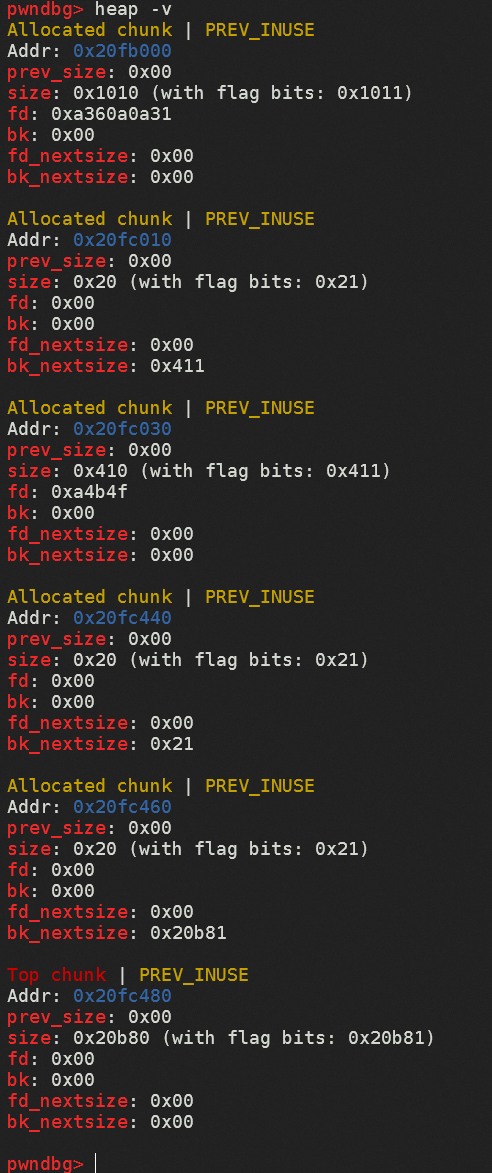 pwndbg> heap -v
Allocated chunk | PREV_INUSE
Addr: 0x20fb000
prev_size: 0x00
size: 0x1010 (with flag bits: 0x1011)
fd: 0xa360a0a31
bk: 0x00
fd_nextsize: 0x00
bk_nextsize: 0x00

Allocated chunk | PREV_INUSE
Addr: 0x20fc010
prev_size: 0x00
size: 0x20 (with flag bits: 0x21)
fd: 0x00
bk: 0x00
fd_nextsize: 0x00
bk_nextsize: 0x411

Allocated chunk | PREV_INUSE
Addr: 0x20fc030
prev_size: 0x00
size: 0x410 (with flag bits: 0x411)
fd: 0xa4b4f
bk: 0x00
fd_nextsize: 0x00
bk_nextsize: 0x00

Allocated chunk | PREV_INUSE
Addr: 0x20fc440
prev_size: 0x00
size: 0x20 (with flag bits: 0x21)
fd: 0x00
bk: 0x00
fd_nextsize: 0x00
bk_nextsize: 0x21

Allocated chunk | PREV_INUSE
Addr: 0x20fc460
prev_size: 0x00
size: 0x20 (with flag bits: 0x21)
fd: 0x00
bk: 0x00
fd_nextsize: 0x00
bk_nextsize: 0x20b81

Top chunk | PREV_INUSE
Addr: 0x20fc480
prev_size: 0x00
size: 0x20b80 (with flag bits: 0x20b81)
fd: 0x00
bk: 0x00
fd_nextsize: 0x00
bk_nextsize: 0x00

pwndbg>